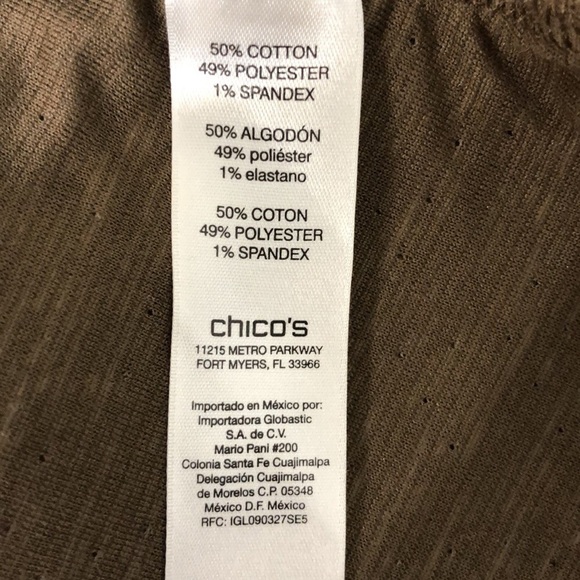 50% COTTON
49% POLYESTER
1% SPANDEX
50% ALGODÓN
49% poliéster
1% elastano
50% COTON
49% POLYESTER
1% SPANDEX
chico's
11215 METRO PARKWAY
FORT MYERS, FL 33966
Importado en México por:
Importadora Globastic
S.A. de C.V.
Mario Pani #200
Colonia Santa Fe Cuajimalpa
Delegación Cuajimalpa
de Morelos C.P. 05348
México D.F. México
RFC: IGL090327SE5